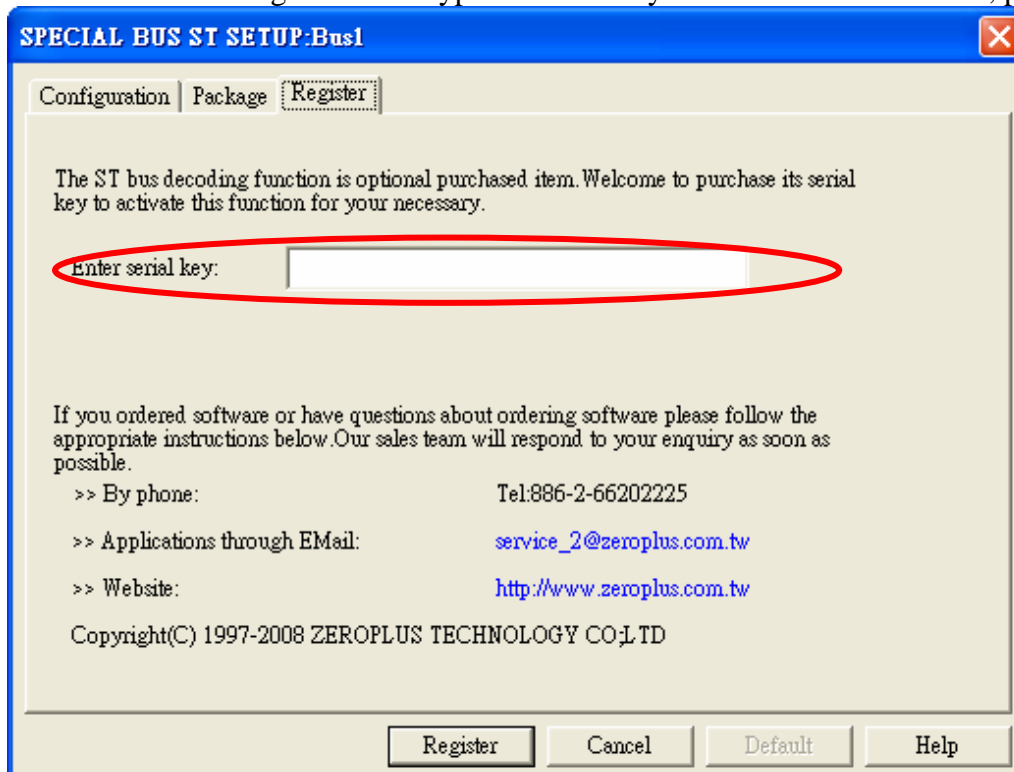 SPECIAL BUS ST SETUP:Bus1
Configuration Package Register
The ST bus decoding function is optional purchased item.Welcome to purchase its serial
key to activate this function for your necessary.
Enter serial key:
If you ordered software or have questions about ordering software please follow the
appropriate instructions below.Our sales team will respond to your enquiry as soon as
possible.
>> By phone: Tel:886-2-66202225
>> Applications through EMail: service_2@zeroplus.com.tw
>> Website: http://www.zeroplus.com.tw
Copyright(C) 1997-2008 ZEROPLUS TECHNOLOGY CO;LTD
Register Cancel Default Help